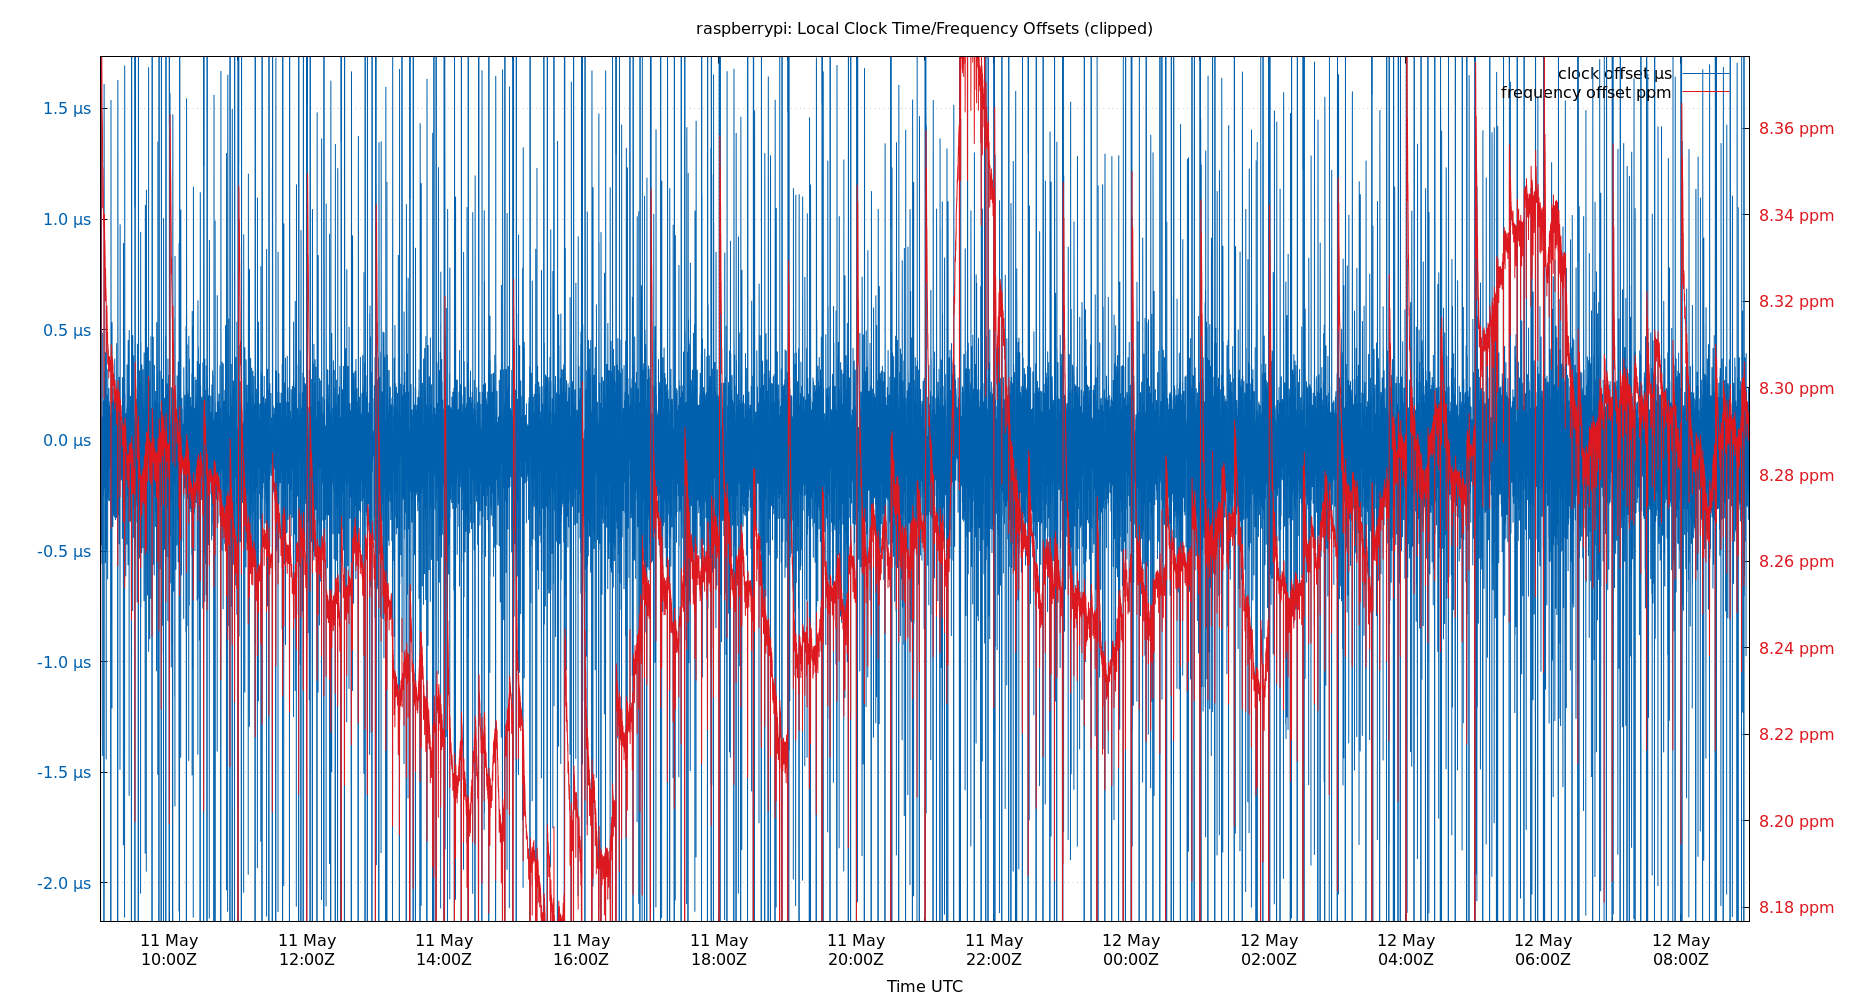 raspberrypi: Local Clock Time/Frequency Offsets (clipped)
clock offset µs
frequency offset ppm
1.5 µs
1.0 µs
0.5 µs
0.0 µs
-0.5 µs
-1.0 µs
-1.5 µs
-2.0 µs
8.36 ppm
8.34 ppm
8.32 ppm
8.30 ppm
8.28 ppm
8.26 ppm
8.24 ppm
8.22 ppm
8.20 ppm
8.18 ppm
11 May 11 May 11 May 11 May 11 May 11 May 11 May 12 May 12 May 12 May 12 May 12 May
10:00Z 12:00Z 14:00Z 16:00Z 18:00Z 20:00Z 22:00Z 00:00Z 02:00Z 04:00Z 06:00Z 08:00Z
Time UTC